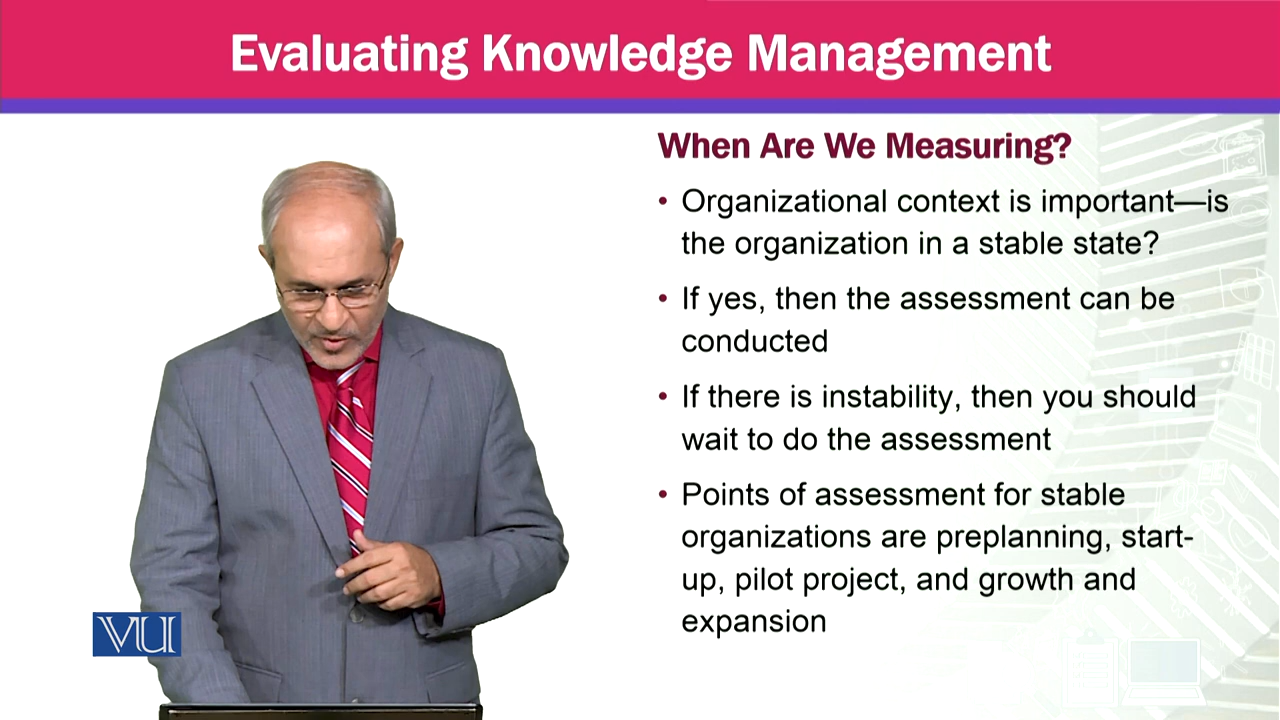 Evaluating Knowledge Management
When Are We Measuring?
• Organizational context is important—is
the organization in a stable state?
• If yes, then the assessment can be
conducted
• If there is instability, then you should
wait to do the assessment
• Points of assessment for stable
organizations are preplanning, start-
up, pilot project, and growth and
expansion
VU